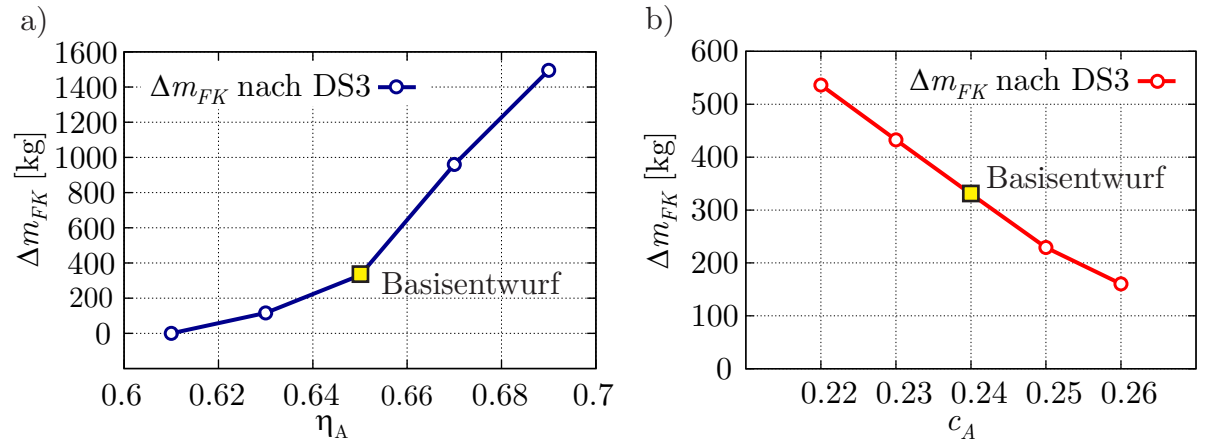 a)
Δm_FK [kg]
1600
1400
1200
1000
800
600
400
200
0
Δm_FK nach DS3
Basisentwurf
0.6 0.62 0.64 0.66 0.68 0.7
η_A
b)
Δm_FK [kg]
600
500
400
300
200
100
0
Δm_FK nach DS3
Basisentwurf
0.22 0.23 0.24 0.25 0.26
c_A